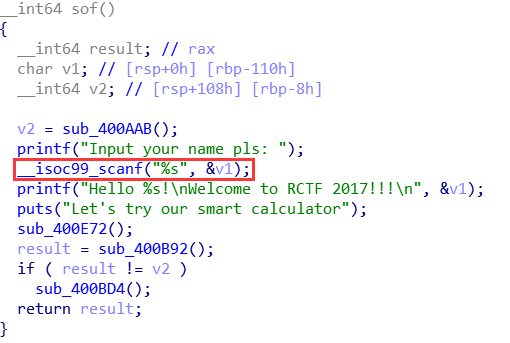 __int64 sof()
{
  __int64 result; // rax
  char v1; // [rsp+0h] [rbp-110h]
  __int64 v2; // [rsp+108h] [rbp-8h]

  v2 = sub_400AAB();
  printf("Input your name pls: ");
  __isoc99_scanf("%s", &v1);
  printf("Hello %s!\nWelcome to RCTF 2017!!!\n", &v1);
  puts("Let's try our smart calculator");
  sub_400E72();
  result = sub_400B92();
  if ( result != v2 )
    sub_400BD4();
  return result;
}